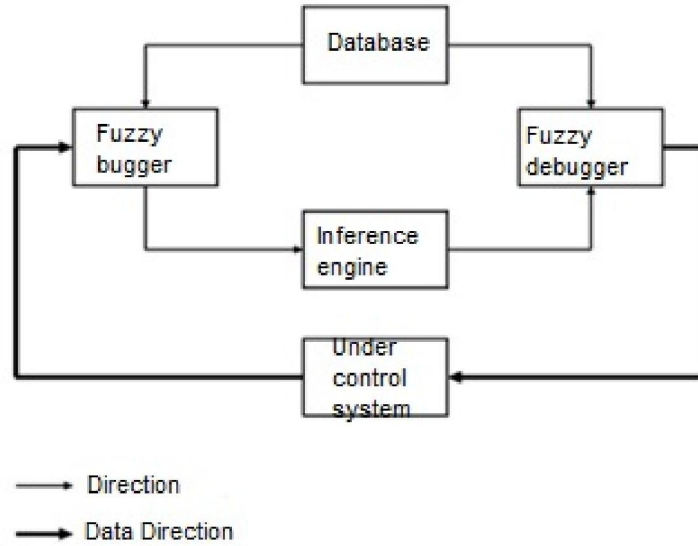 Database
Fuzzy
bugger
Fuzzy
debugger
Inference
engine
Under
control
system
Direction
Data Direction